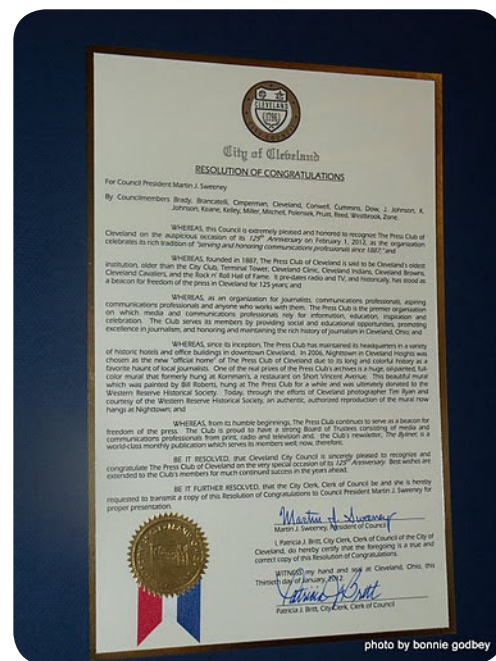 CLEVELAND
1796
City of Cleveland
RESOLUTION OF CONGRATULATIONS
For Council President Martin J. Sweeney
By Councilmembers Brady, Brancatelli, Cimperman, Cleveland, Conwell, Cummins, Dow, J. Johnson, K.
Johnson, Keane, Kelley, Miller, Mitchell, Polensek, Pruitt, Reed, Westbrook, Zone
WHEREAS, this Council is extremely pleased and honored to recognize The Press Club of
Cleveland on the auspicious occasion of its 125th Anniversary on February 1, 2012, as the organization
celebrates its rich tradition of "serving and honoring communications professionals since 1887;" and
WHEREAS, founded in 1887, The Press Club of Cleveland is said to be Cleveland's oldest
institution, older than the City Club, Terminal Tower, Cleveland Clinic, Cleveland Indians, Cleveland Browns,
Cleveland Cavaliers, and the Rock n' Roll Hall of Fame. It pre-dates radio and TV, and historically, has stood as
a beacon for freedom of the press in Cleveland for 125 years; and
WHEREAS, as an organization for journalists, communications professionals, aspiring
communications professionals and anyone who works with them. The Press Club is the premier organization
on which media and communications professionals rely for information, education, inspiration and
celebration. The Club serves its members by providing social and educational opportunities, promoting
excellence in journalism, and honoring and maintaining the rich history of journalism in Cleveland, Ohio; and
WHEREAS, since its inception, The Press Club has maintained its headquarters in a variety
of historic hotels and office buildings in downtown Cleveland. In 2006, Nighttown in Cleveland Heights was
chosen as the new "official home" of The Press Club of Cleveland due to its long and colorful history as a
favorite haunt of local journalists. One of the real prizes of the Press Club's archives is a huge, oil-painted, full-
color mural that formerly hung at Kornman's, a restaurant on Short Vincent Avenue. This beautiful mural
which was painted by Bill Roberts, hung at The Press Club for a while and was ultimately donated to the
Western Reserve Historical Society. Today, through the efforts of Cleveland photographer Tim Ryan and
courtesy of the Western Reserve Historical Society, an authentic, authorized reproduction of the mural now
hangs at Nighttown; and
WHEREAS, from its humble beginnings, The Press Club continues to serve as a beacon for
freedom of the press. The Club is proud to have a strong Board of Trustees consisting of media and
communications professionals from print, radio and television and, the Club's newsletter, The Byliner, is a
world-class monthly publication which serves its members well; now, therefore,
BE IT RESOLVED, that Cleveland City Council is sincerely pleased to recognize and
congratulate The Press Club of Cleveland on the very special occasion of its 125th Anniversary. Best wishes are
extended to the Club's members for much continued success in the years ahead.
BE IT FURTHER RESOLVED, that the City Clerk, Clerk of Council be and she is hereby
requested to transmit a copy of this Resolution of Congratulations to Council President Martin J. Sweeney for
proper presentation.
Martin J. Sweeney
Martin J. Sweeney, President of Council
I, Patricia J. Britt, City Clerk, Clerk of Council of the City of
Cleveland, do hereby certify that the foregoing is a true and
correct copy of this Resolution of Congratulations.
WITNESS my hand and seal at Cleveland, Ohio, this
Thirtieth day of January, 2012.
Patricia J Britt
Patricia J. Britt, City Clerk, Clerk of Council
photo by bonnie godbey